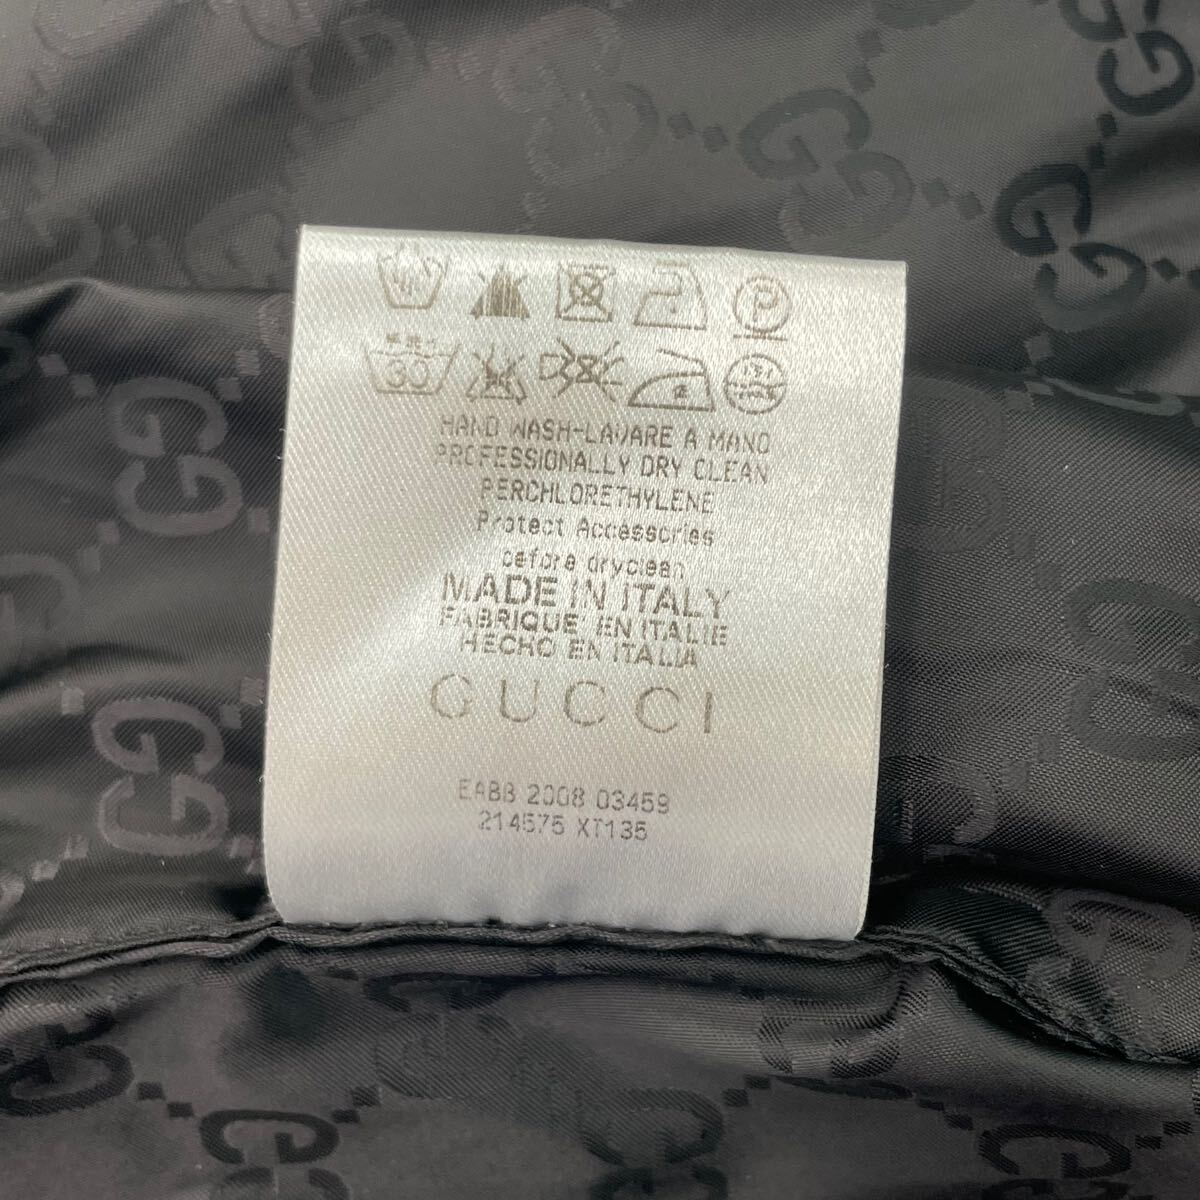 P
30
HAND WASH-LAVARE A MANO
PROFESSIONALLY DRY CLEAN
PERCHLORETHYLENE
Protect Accessories
before dryclean
MADE IN ITALY
FABRIQUE EN ITALIE
HECHO EN ITALIA
GUCCI
EABB 2008 03459
214575 XT135